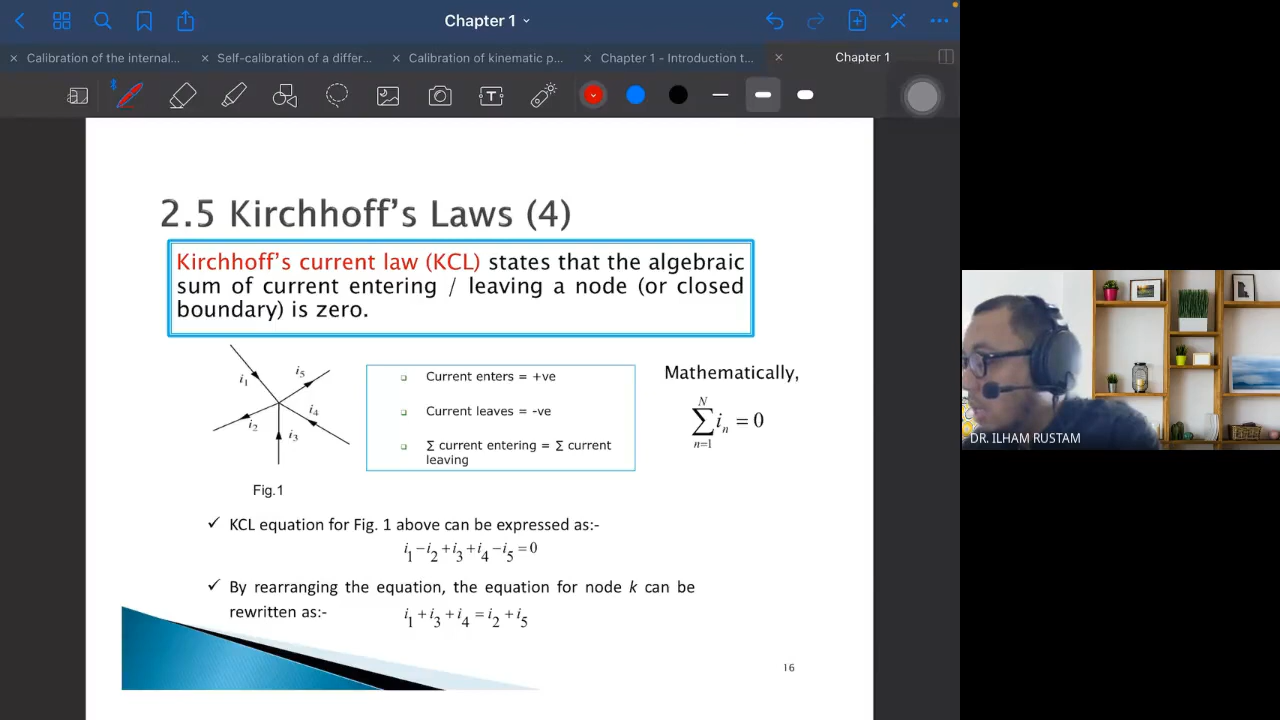 Chapter 1
Calibration of the internal...
Self-calibration of a differ...
Calibration of kinematic p...
Chapter 1 - Introduction t...
Chapter 1
T
2.5 Kirchhoff's Laws (4)
Kirchhoff's current law (KCL) states that the algebraic
sum of current entering / leaving a node (or closed
boundary) is zero.
i1
i5
i2
i4
i3
Fig.1
Current enters = +ve
Current leaves = -ve
Σ current entering = Σ current
leaving
Mathematically,
N
∑ in = 0
n=1
KCL equation for Fig. 1 above can be expressed as:-
i1 − i2 + i3 + i4 − i5 = 0
By rearranging the equation, the equation for node k can be
rewritten as:-
i1 + i3 + i4 = i2 + i5
16
DR. ILHAM RUSTAM